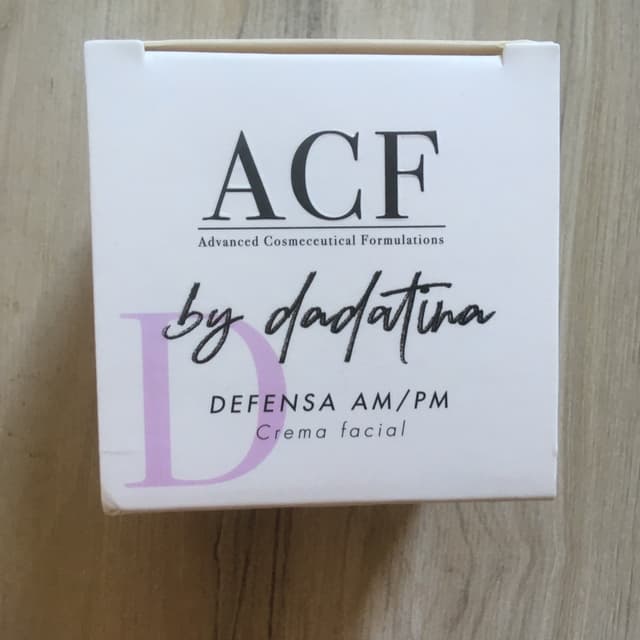 ACF
Advanced Cosmeceutical Formulations
by dadatina
D
DEFENSA AM/PM
Crema facial